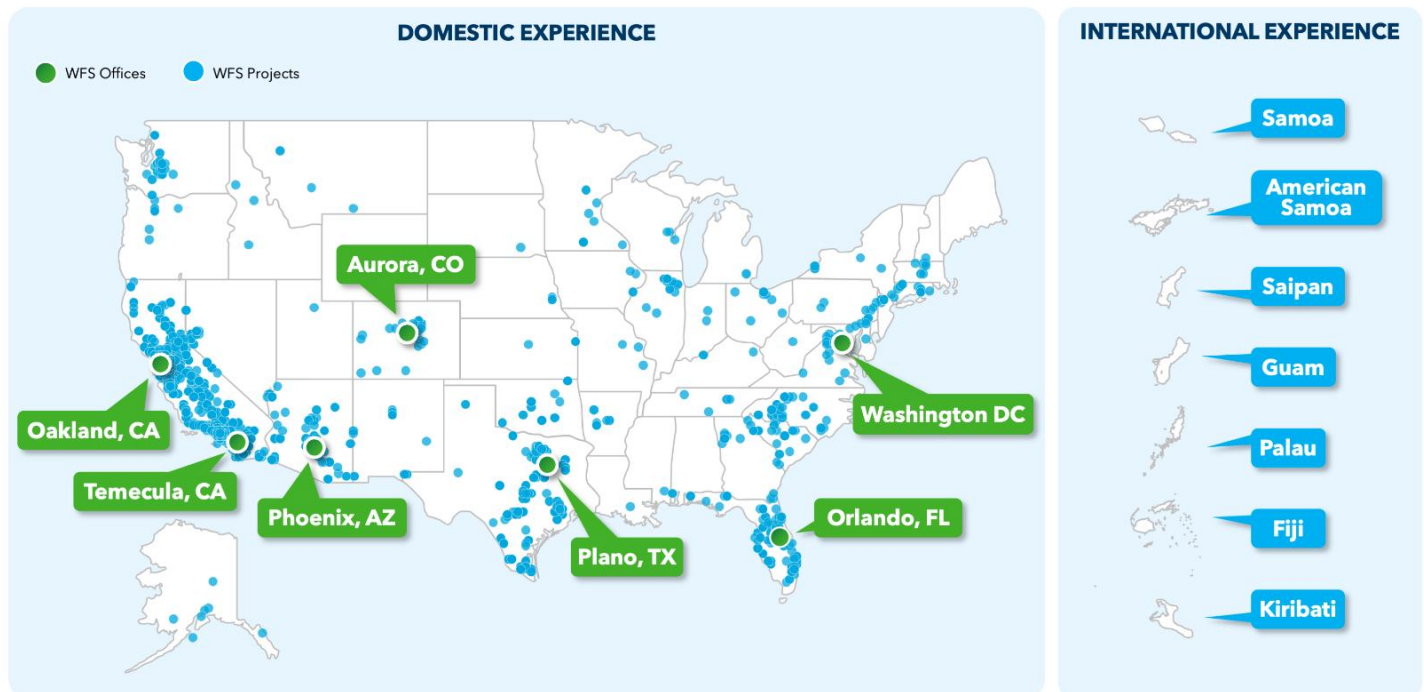 DOMESTIC EXPERIENCE
WFS Offices
WFS Projects
Aurora, CO
Oakland, CA
Temecula, CA
Phoenix, AZ
Plano, TX
Orlando, FL
Washington DC
INTERNATIONAL EXPERIENCE
Samoa
American
Samoa
Saipan
Guam
Palau
Fiji
Kiribati